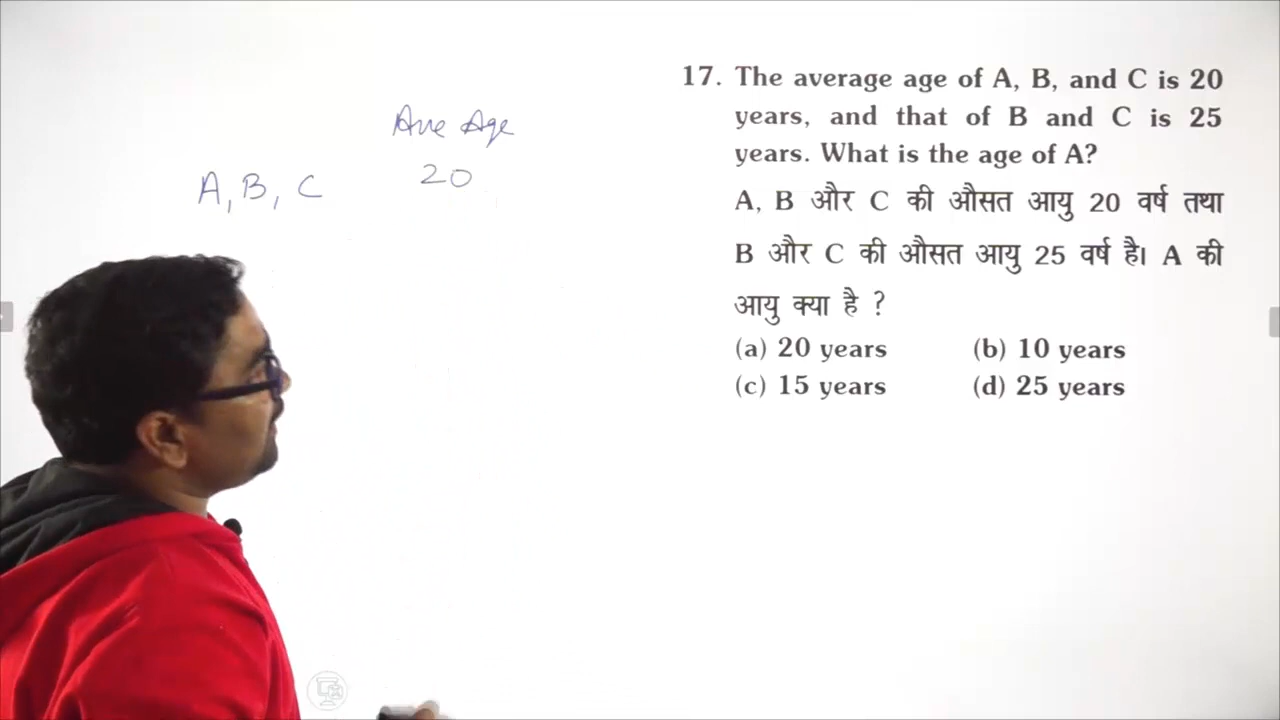 Ave Age
A, B, C 20
17. The average age of A, B, and C is 20
years, and that of B and C is 25
years. What is the age of A?
A, B और C की औसत आयु 20 वर्ष तथा
B और C की औसत आयु 25 वर्ष है। A की
आयु क्या है ?
(a) 20 years (b) 10 years
(c) 15 years (d) 25 years